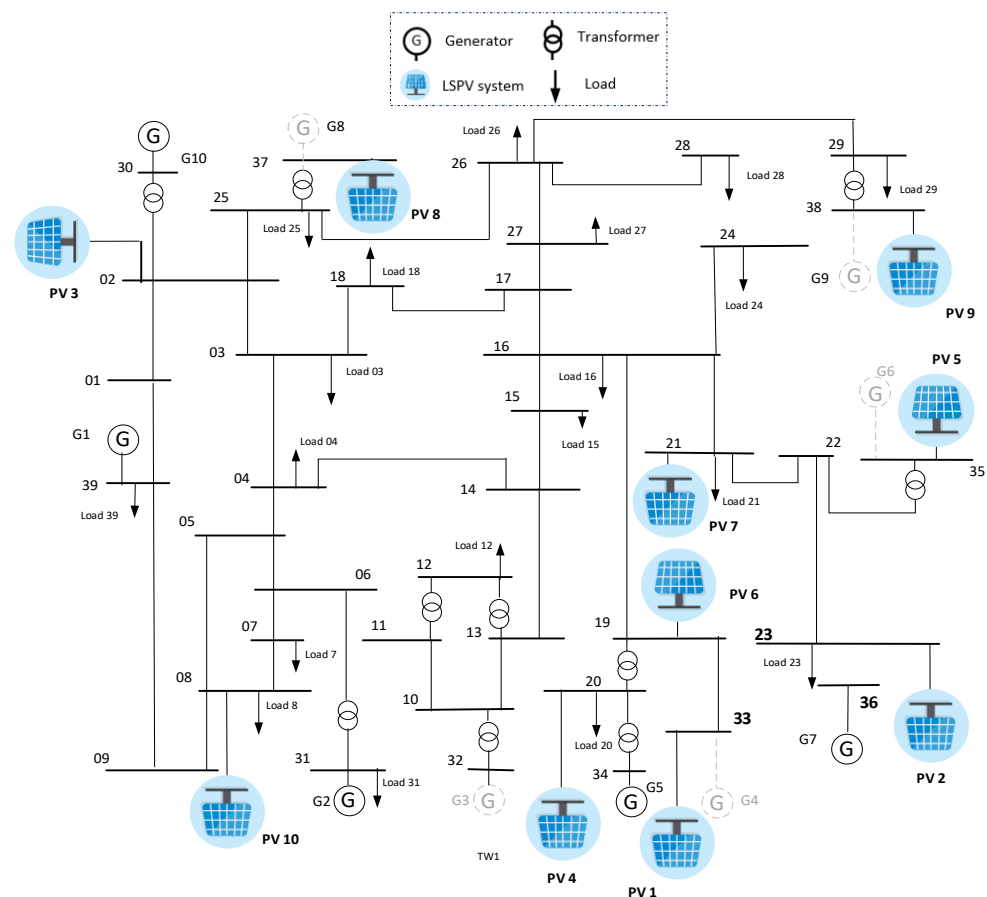 G Generator
Transformer
LSPV system
Load
G
G10
30
G
G8
37
25
Load 25
PV 8
Load 26
26
28
Load 28
29
Load 29
38
G9
G
PV 9
PV 3
02
18
Load 18
27
Load 27
17
24
Load 24
03
Load 03
16
Load 16
01
15
Load 15
PV 5
G6
G
G1
G
39
Load 39
04
Load 04
14
21
Load 21
PV 7
22
35
05
06
12
Load 12
PV 6
07
Load 7
11
13
19
23
Load 23
08
Load 8
10
20
Load 20
33
36
G7
G
PV 2
09
31
Load 31
G2
G
32
G3
G
34
G5
G
G
G4
PV 10
TW1
PV 4
PV 1